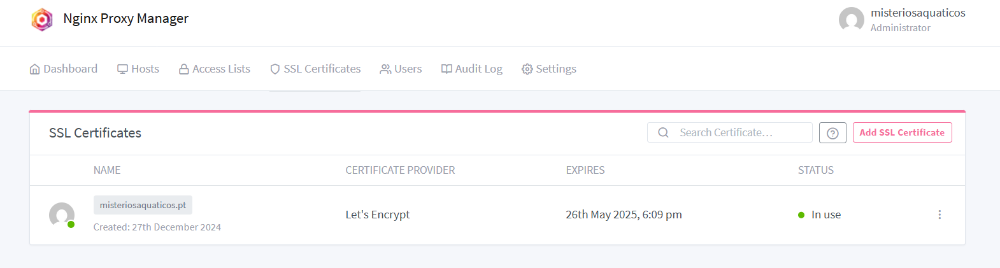 Nginx Proxy Manager
misteriosaquaticos
Administrator
Dashboard Hosts Access Lists SSL Certificates Users Audit Log Settings
SSL Certificates
Search Certificate...
Add SSL Certificate
NAME CERTIFICATE PROVIDER EXPIRES STATUS
misteriosaquaticos.pt
Created: 27th December 2024
Let's Encrypt
26th May 2025, 6:09 pm
In use